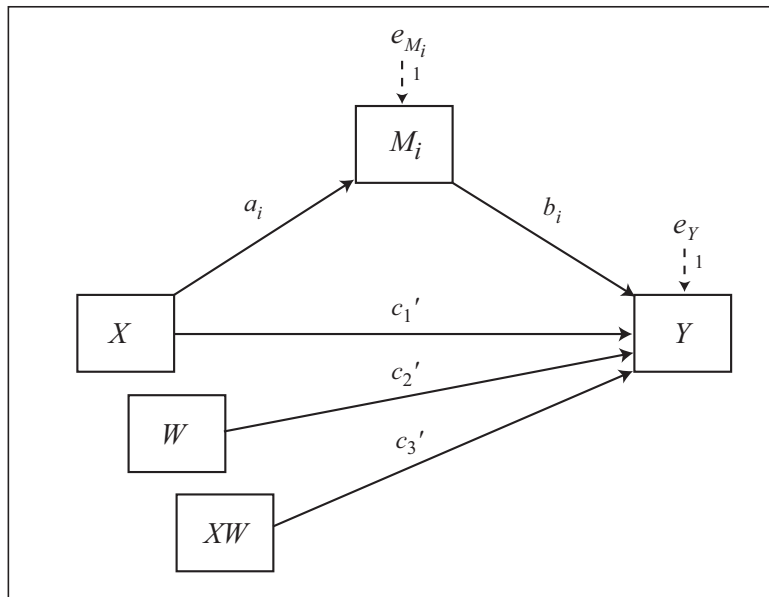 e_{M_i}
1
M_i
a_i
b_i
e_Y
1
X
c_1′
Y
c_2′
W
c_3′
XW